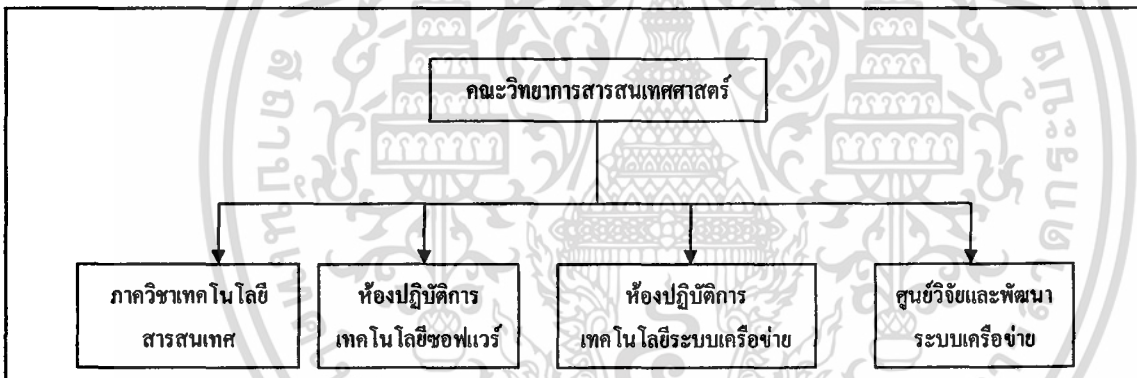 คณะวิทยาการสารสนเทศศาสตร์
ภาควิชาเทคโนโลยี
สารสนเทศ
ห้องปฏิบัติการ
เทคโนโลยีซอฟแวร์
ห้องปฏิบัติการ
เทคโนโลยีระบบเครือข่าย
ศูนย์วิจัยและพัฒนา
ระบบเครือข่าย